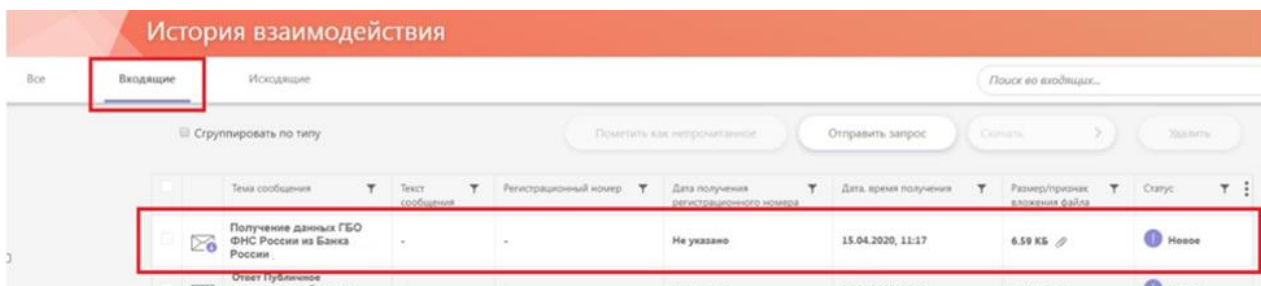 История взаимодействия
Все Входящие Исходящие Поиск во входящих...
Сгруппировать по типу Пометить как непрочитанное Отправить запрос Скачать Удалить
Тема сообщения Текст сообщения Регистрационный номер Дата получения регистрационного номера Дата, время получения Размер/признак вложения файла Статус
Получение данных ГБО ФНС России из Банка России - - Не указано 15.04.2020, 11:17 6.59 КБ Новое
Ответ Публичное